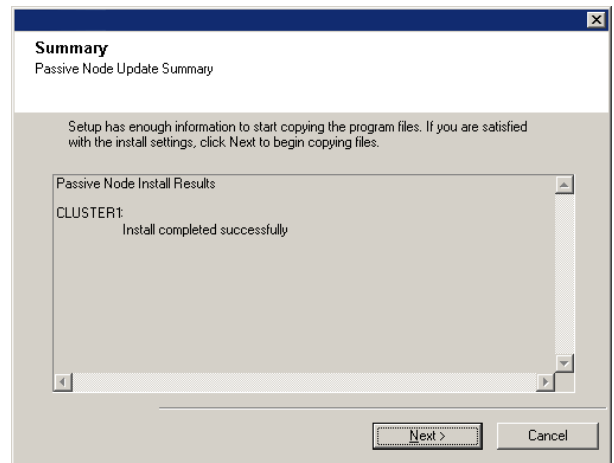 Summary
Passive Node Update Summary
Setup has enough information to start copying the program files. If you are satisfied
with the install settings, click Next to begin copying files.
Passive Node Install Results
CLUSTER1:
Install completed successfully
Next >
Cancel